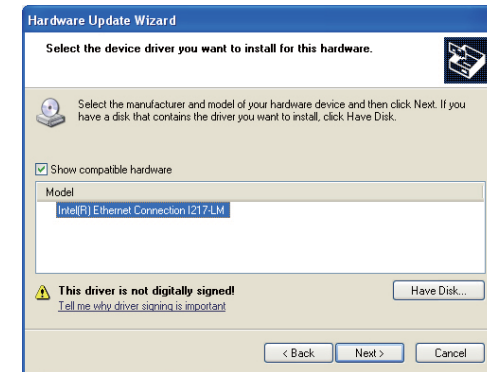 Hardware Update Wizard
Select the device driver you want to install for this hardware.
Select the manufacturer and model of your hardware device and then click Next. If you
have a disk that contains the driver you want to install, click Have Disk.
Show compatible hardware
Model
Intel(R) Ethernet Connection I217-LM
This driver is not digitally signed!
Have Disk...
Tell me why driver signing is important
< Back
Next >
Cancel